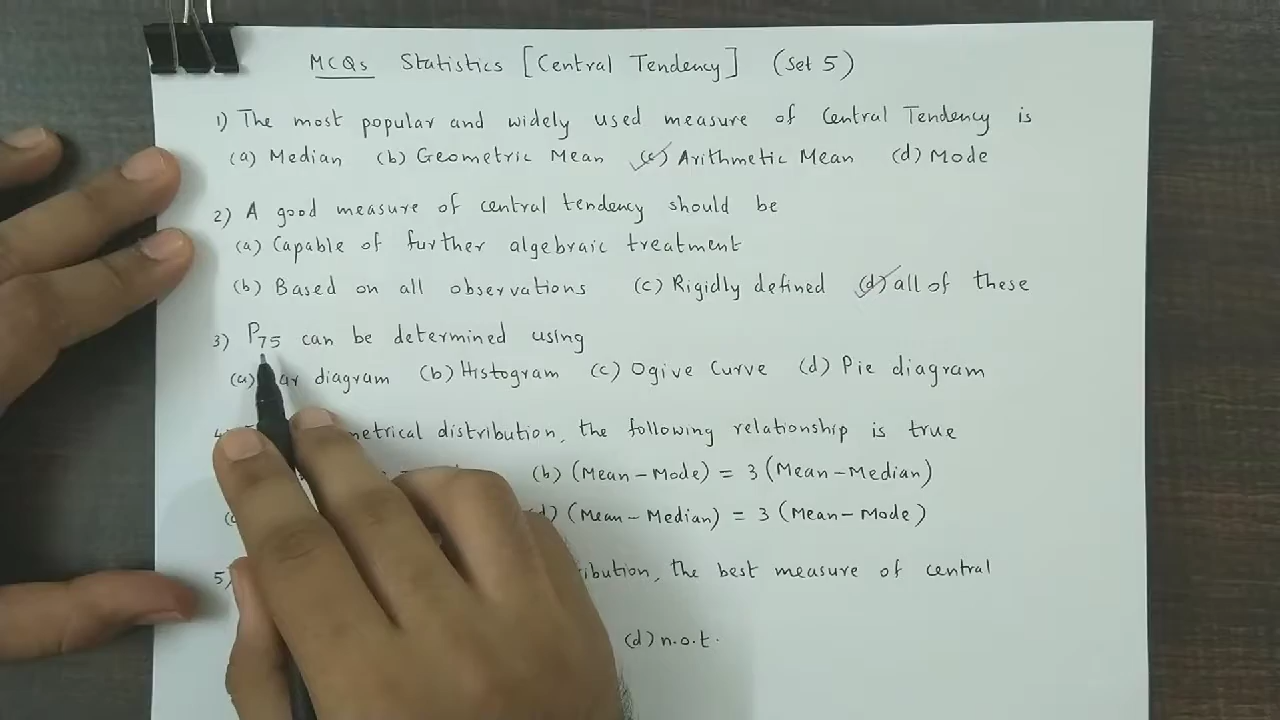 MCQs Statistics [Central Tendency] (Set 5)
1) The most popular and widely used measure of Central Tendency is
(a) Median (b) Geometric Mean (c) Arithmetic Mean (d) Mode
2) A good measure of central tendency should be
(a) Capable of further algebraic treatment
(b) Based on all observations (c) Rigidly defined (d) all of these
3) P75 can be determined using
(a) diagram (b) Histogram (c) Ogive Curve (d) Pie diagram
distribution, the following relationship is true
(b) (Mean – Mode) = 3 (Mean – Median)
(d) (Mean – Median) = 3 (Mean – Mode)
5) the best measure of central
(d) n.o.t.